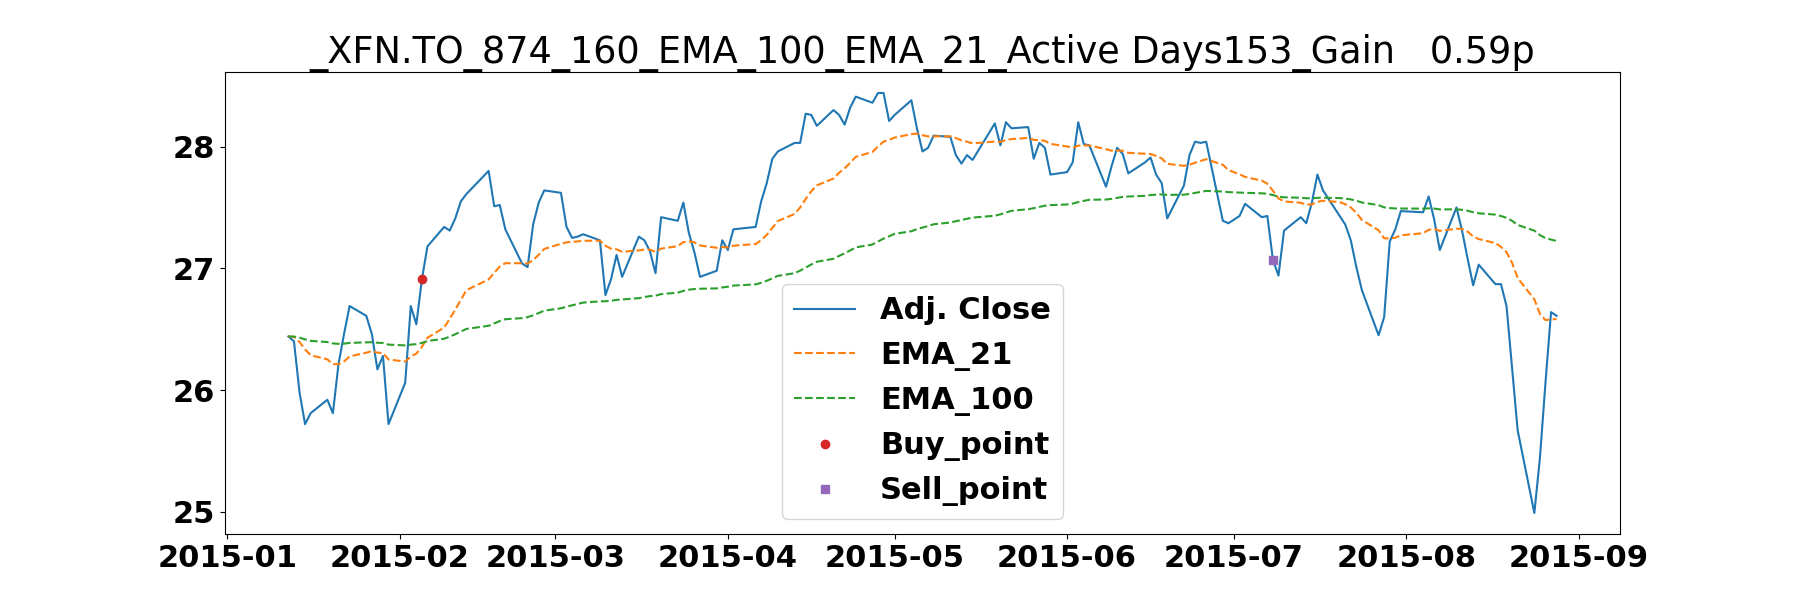 _XFN.TO_874_160_EMA_100_EMA_21_Active Days153_Gain   0.59p
28
27
26
25
Adj. Close
EMA_21
EMA_100
Buy_point
Sell_point
2015-01 2015-02 2015-03 2015-04 2015-05 2015-06 2015-07 2015-08 2015-09